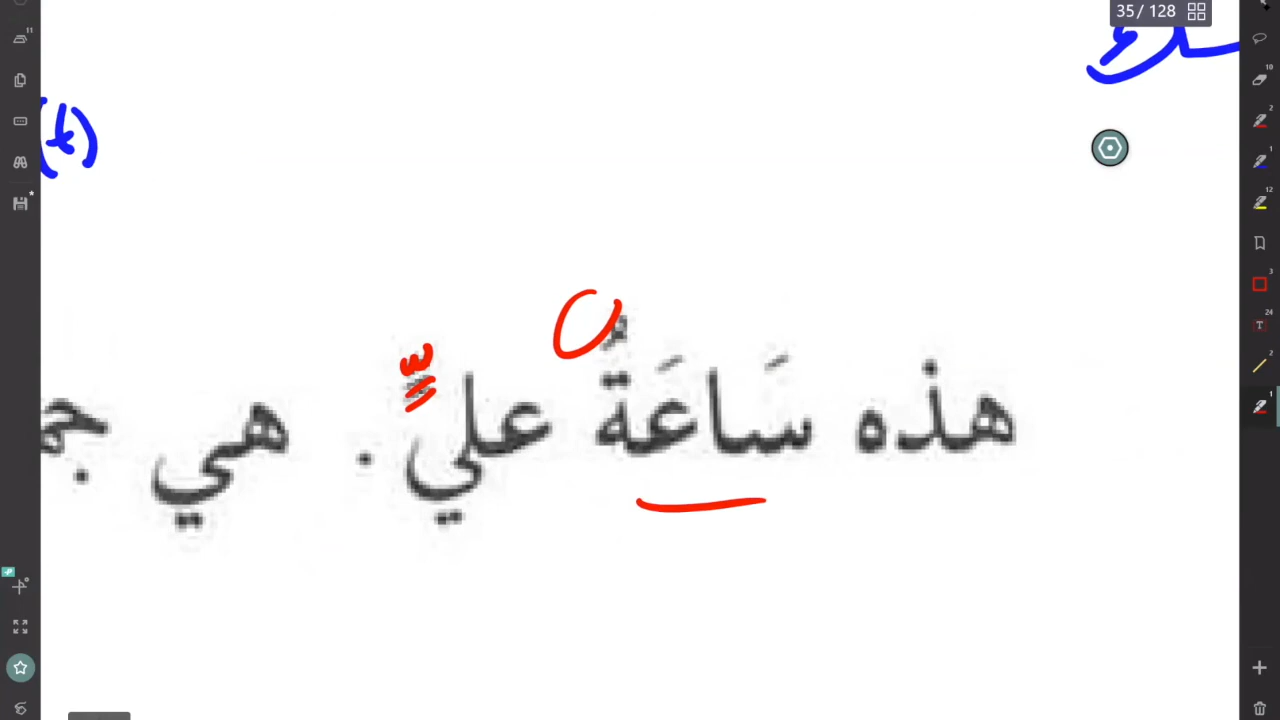 35/ 128
(t)
هذه سَاعَةُ عليٍّ . هي